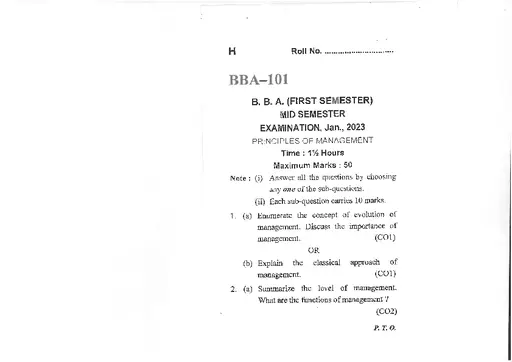 H Roll No. ..............................
BBA–101
B. B. A. (FIRST SEMESTER)
MID SEMESTER
EXAMINATION, Jan., 2023
PRINCIPLES OF MANAGEMENT
Time : 1½ Hours
Maximum Marks : 50
Note : (i) Answer all the questions by choosing
any one of the sub-questions.
(ii) Each sub-question carries 10 marks.
1. (a) Enumerate the concept of evolution of
management. Discuss the importance of
management. (CO1)
OR
(b) Explain the classical approach of
management. (CO1)
2. (a) Summarize the level of management.
What are the functions of management ?
(CO2)
P. T. O.